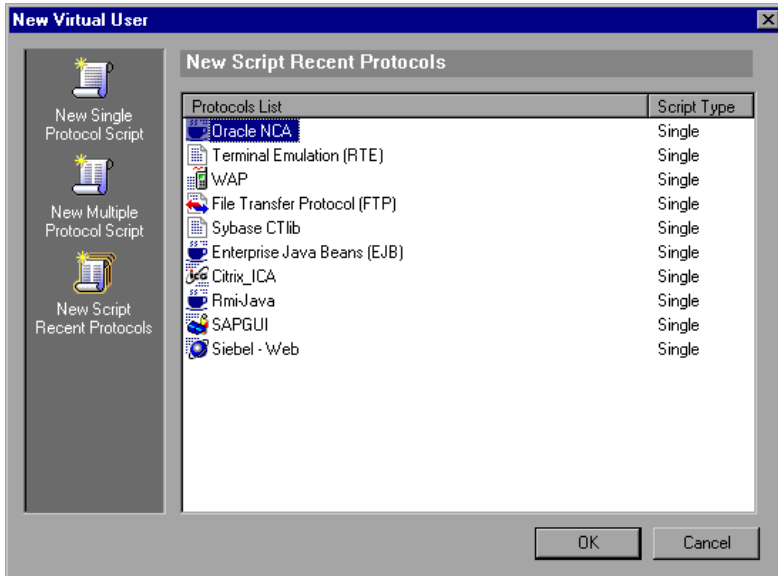 New Virtual User
New Single
Protocol Script
New Multiple
Protocol Script
New Script
Recent Protocols
New Script Recent Protocols
Protocols List Script Type
Oracle NCA Single
Terminal Emulation (RTE) Single
WAP Single
File Transfer Protocol (FTP) Single
Sybase CTlib Single
Enterprise Java Beans (EJB) Single
Citrix_ICA Single
Rmi-Java Single
SAPGUI Single
Siebel - Web Single
OK Cancel